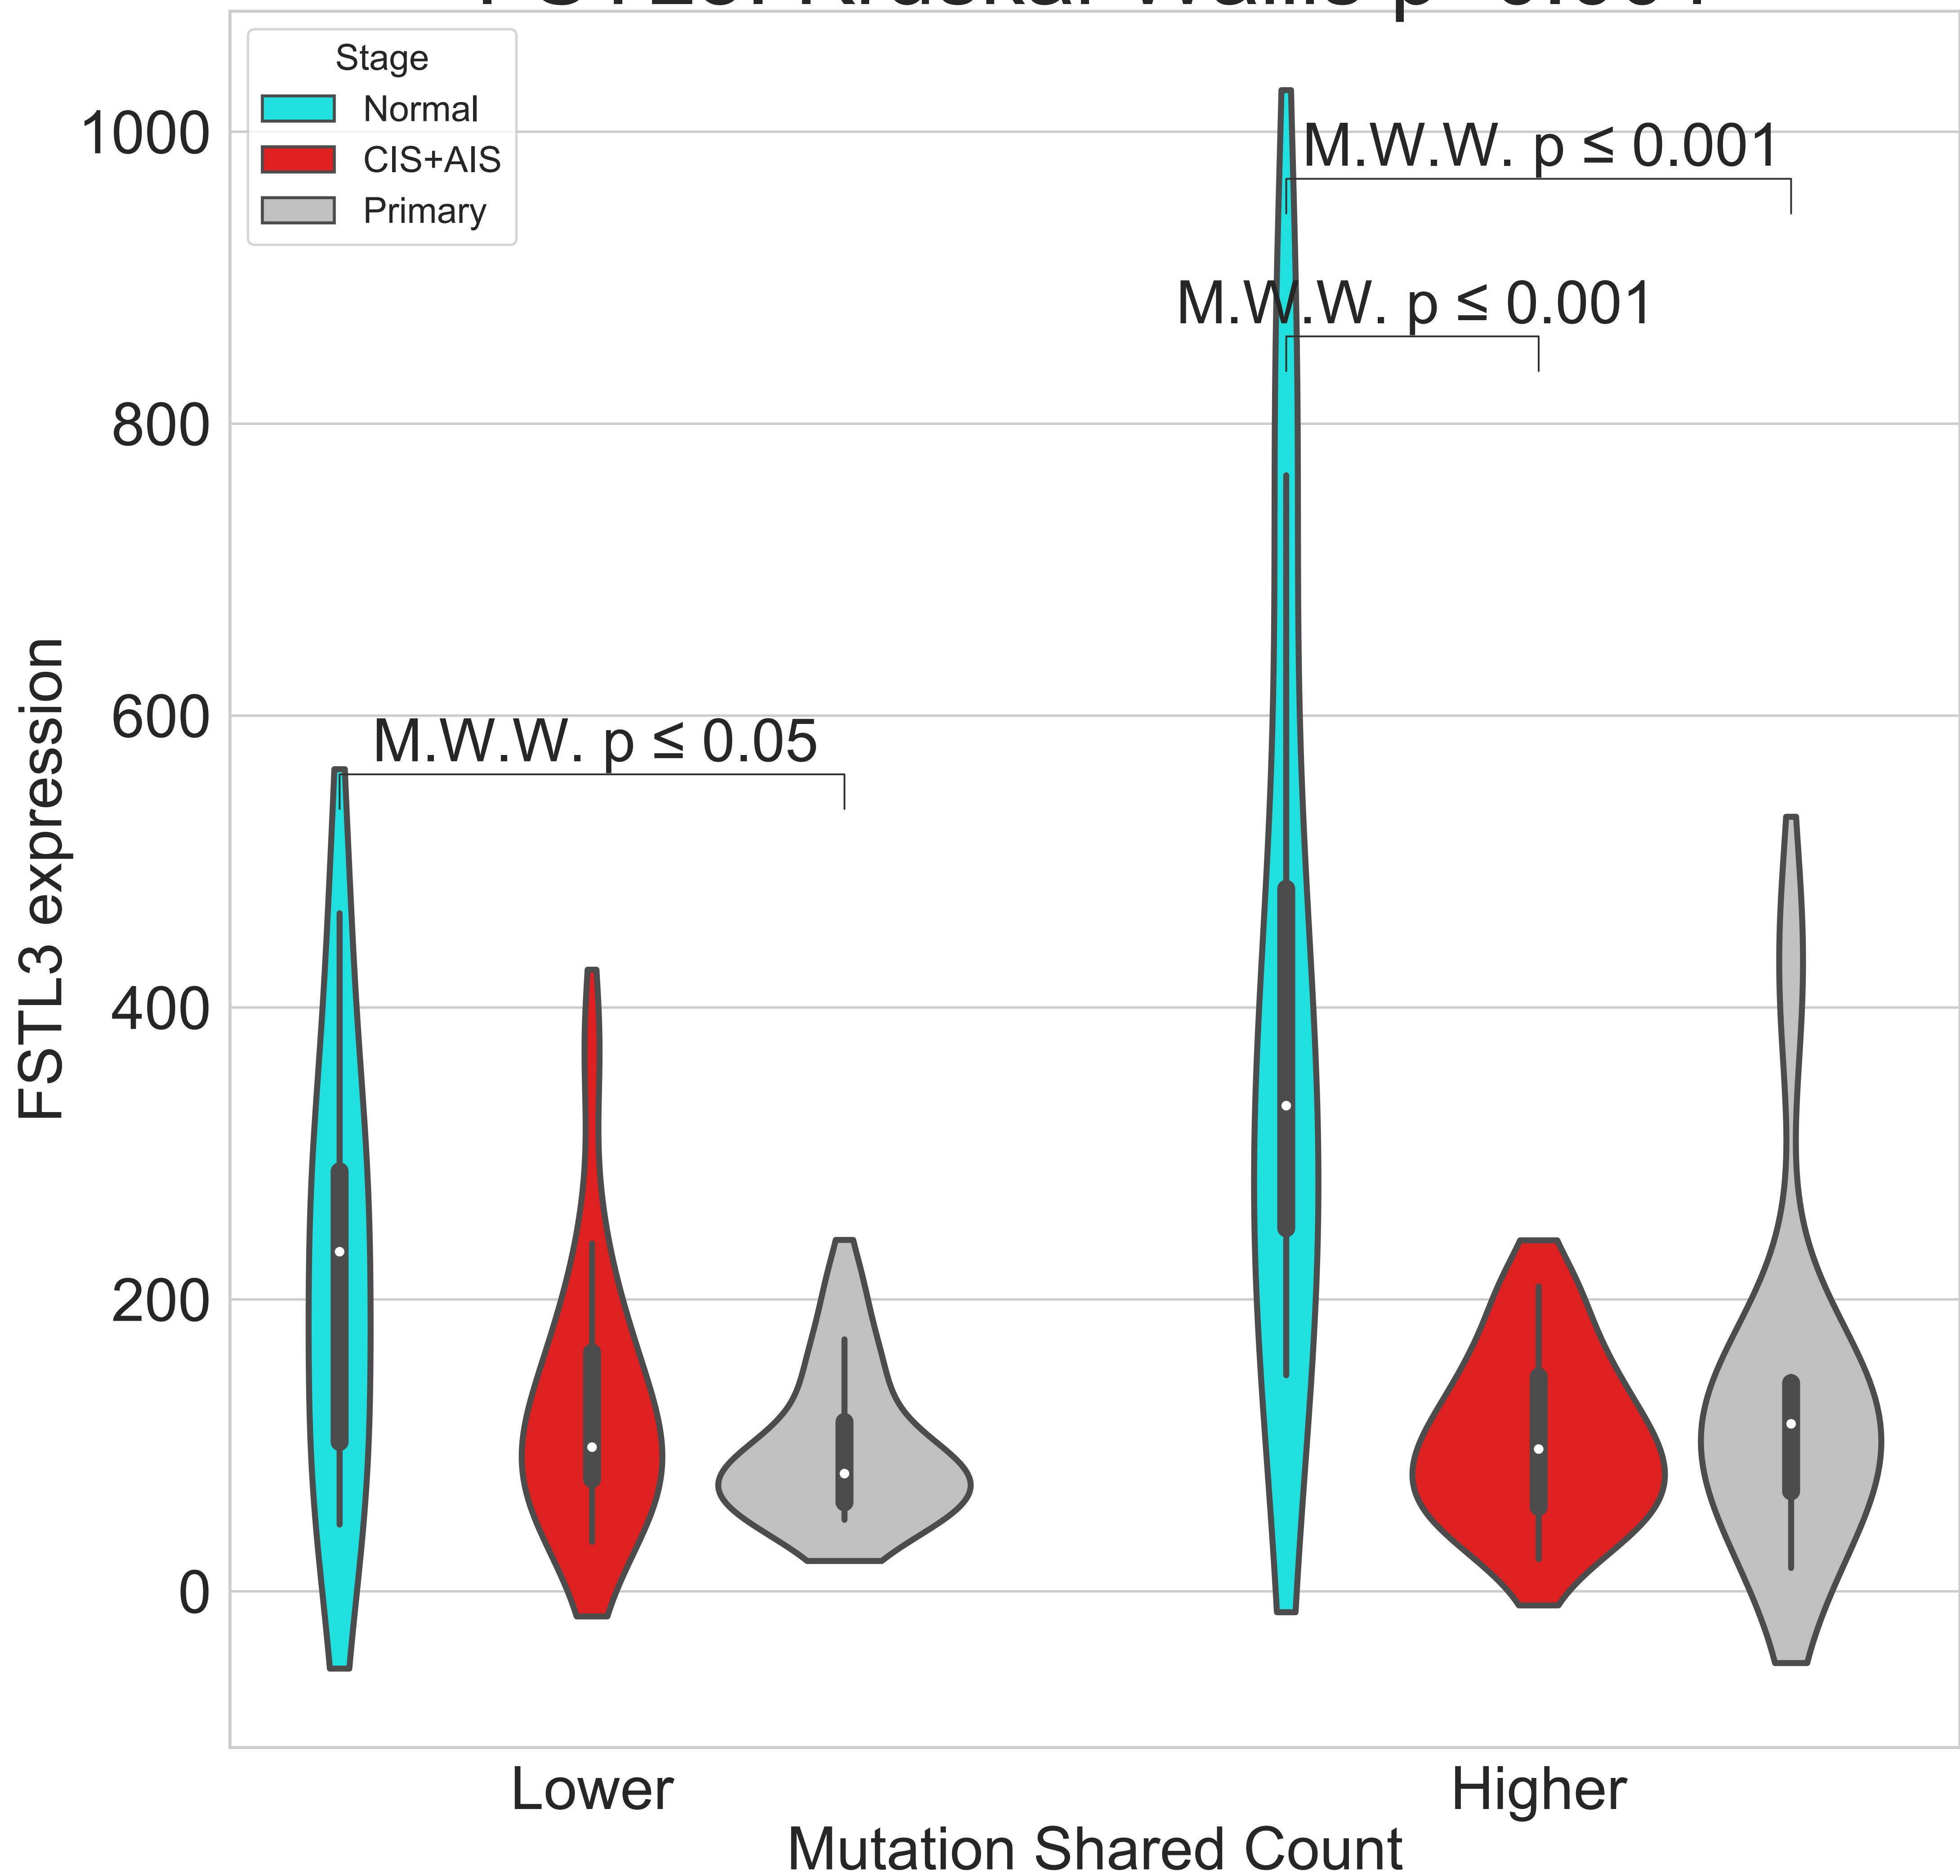 Stage
Normal
CIS+AIS
Primary
1000
800
600
400
200
0
FSTL3 expression
M.W.W. p ≤ 0.001
M.W.W. p ≤ 0.001
M.W.W. p ≤ 0.05
Lower
Higher
Mutation Shared Count